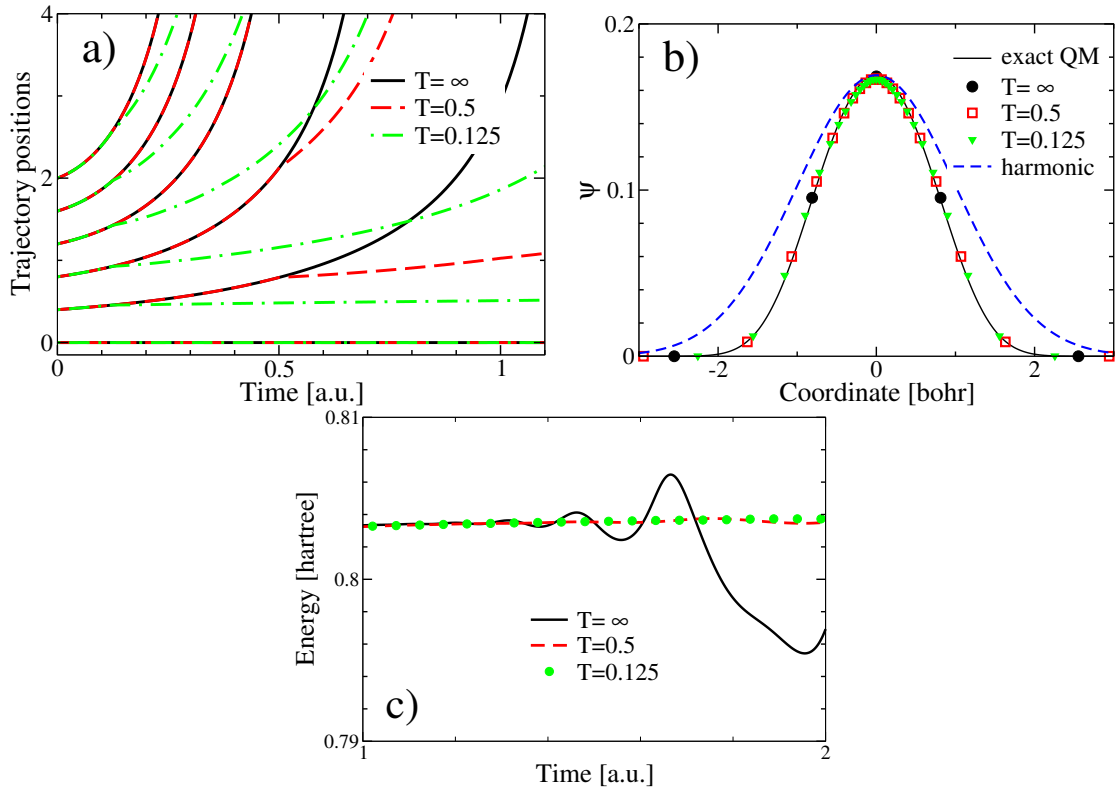 a)
Trajectory positions
4
2
0
0
0.5
1
Time [a.u.]
T= ∞
T=0.5
T=0.125
b)
ψ
0.2
0.1
0
-2
0
2
Coordinate [bohr]
exact QM
T= ∞
T=0.5
T=0.125
harmonic
c)
Energy [hartree]
0.81
0.8
0.79
1
2
Time [a.u.]
T= ∞
T=0.5
T=0.125